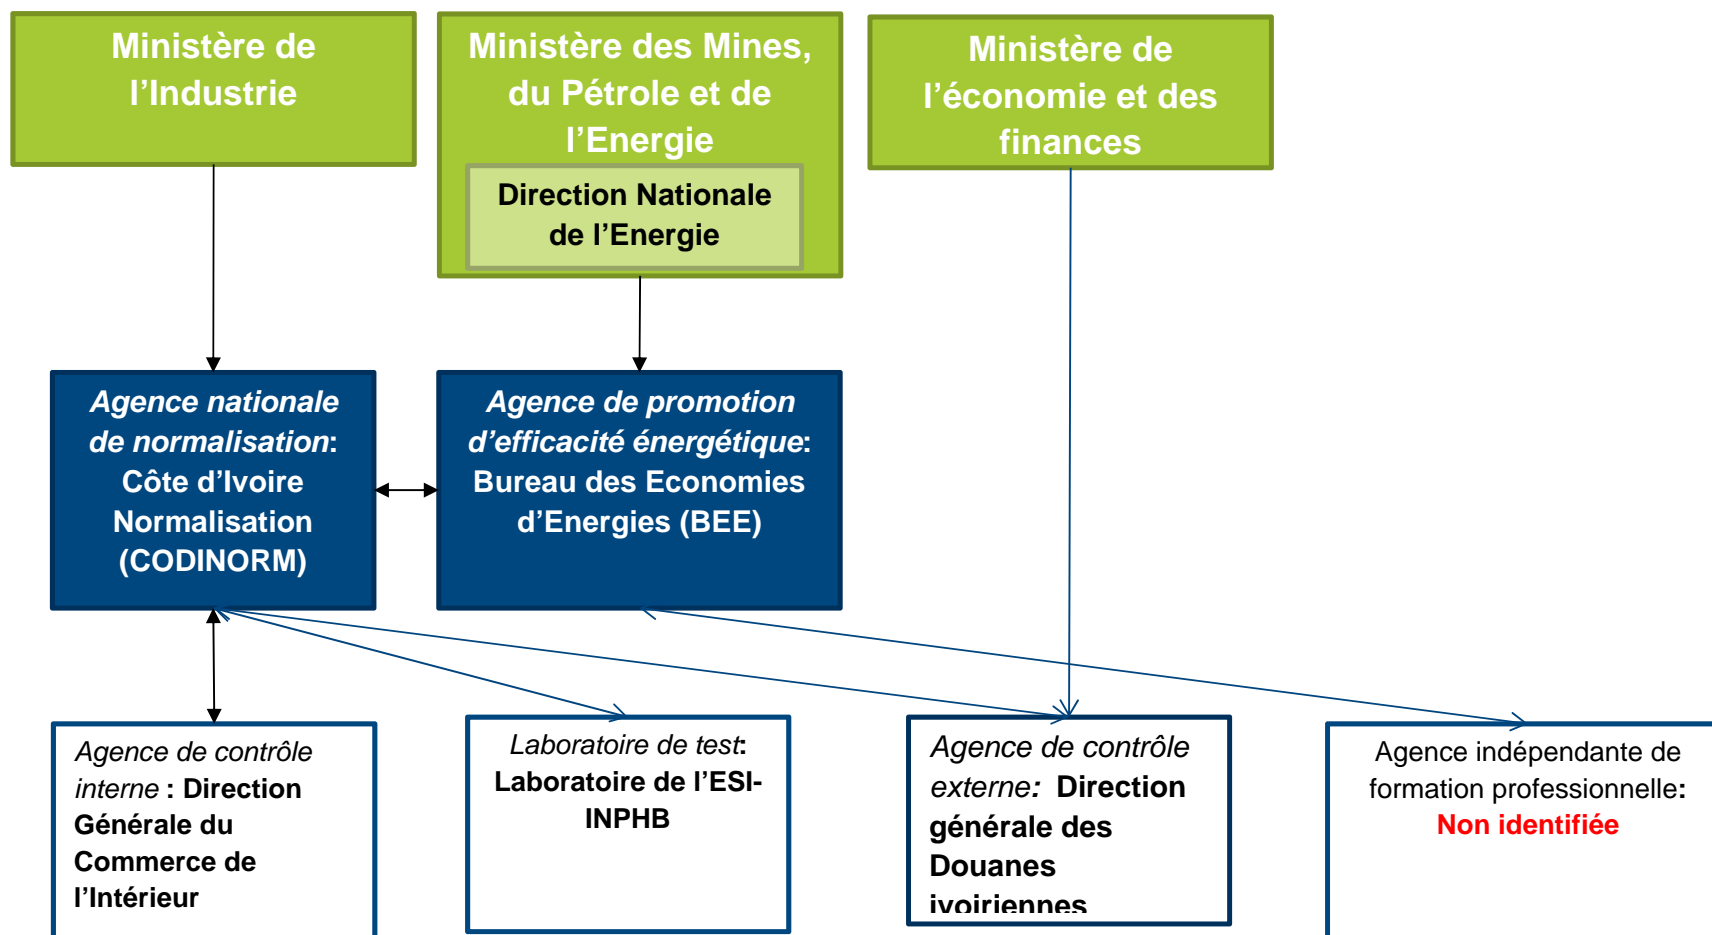 Ministère de
l’Industrie
Ministère des Mines,
du Pétrole et de
l’Energie
Direction Nationale
de l’Energie
Ministère de
l’économie et des
finances
Agence nationale
de normalisation:
Côte d’Ivoire
Normalisation
(CODINORM)
Agence de promotion
d’efficacité énergétique:
Bureau des Economies
d’Energies (BEE)
Agence de contrôle
interne : Direction
Générale du
Commerce de
l’Intérieur
Laboratoire de test:
Laboratoire de l’ESI-
INPHB
Agence de contrôle
externe: Direction
générale des
Douanes
ivoiriennes
Agence indépendante de
formation professionnelle:
Non identifiée